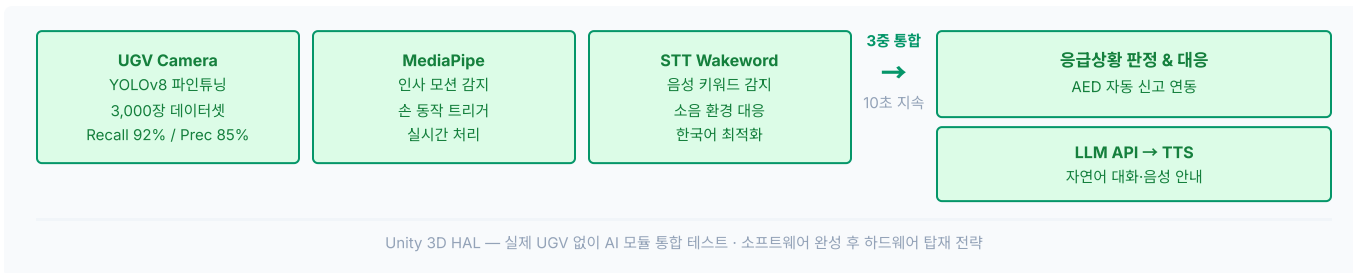 UGV Camera
YOLOv8 파인튜닝
3,000장 데이터셋
Recall 92% / Prec 85%
MediaPipe
인사 모션 감지
손 동작 트리거
실시간 처리
STT Wakeword
음성 키워드 감지
소음 환경 대응
한국어 최적화
3중 통합
→
10초 지속
응급상황 판정 & 대응
AED 자동 신고 연동
LLM API → TTS
자연어 대화·음성 안내
Unity 3D HAL — 실제 UGV 없이 AI 모듈 통합 테스트 · 소프트웨어 완성 후 하드웨어 탑재 전략